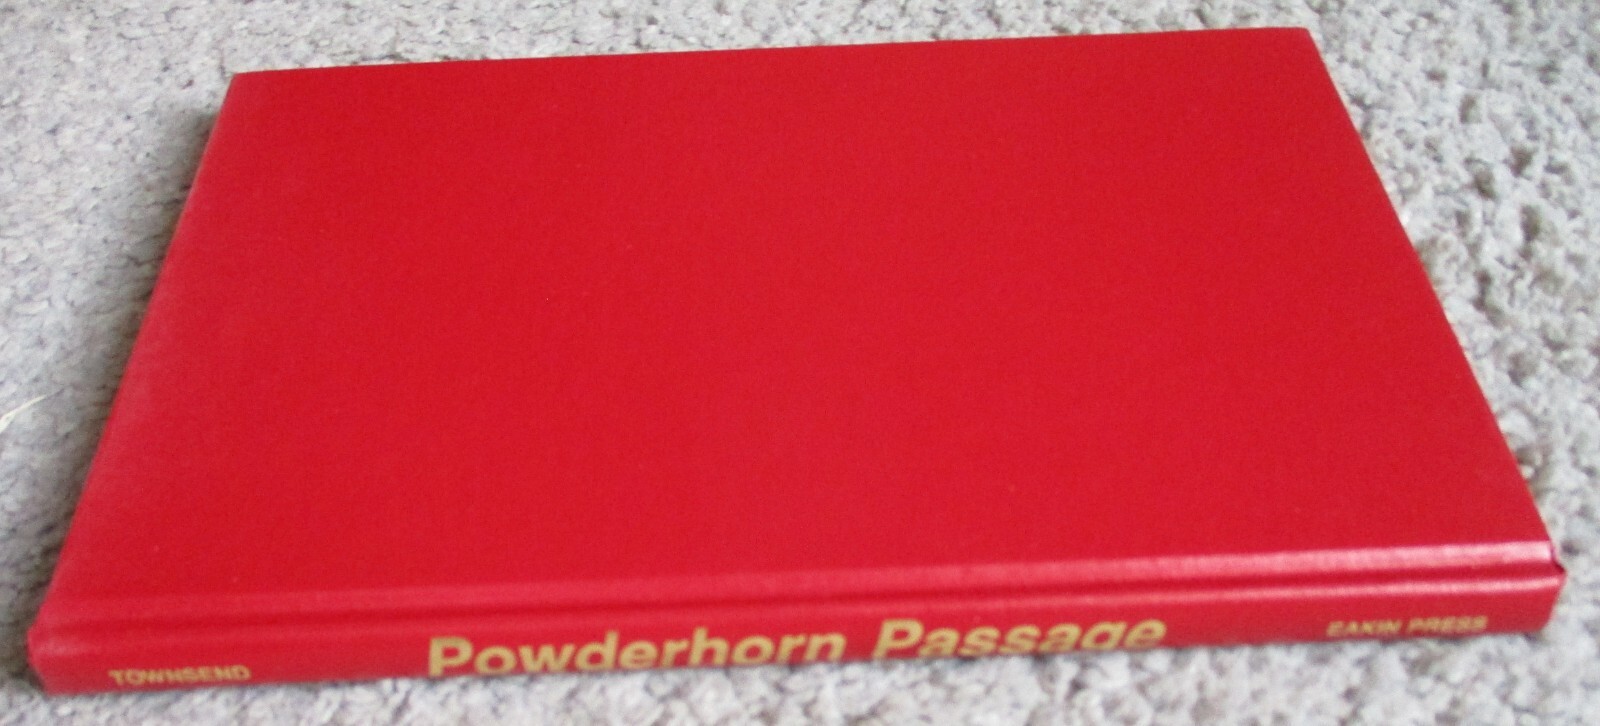 TOWNSEND
Powderhorn Passage
EAKIN PRESS